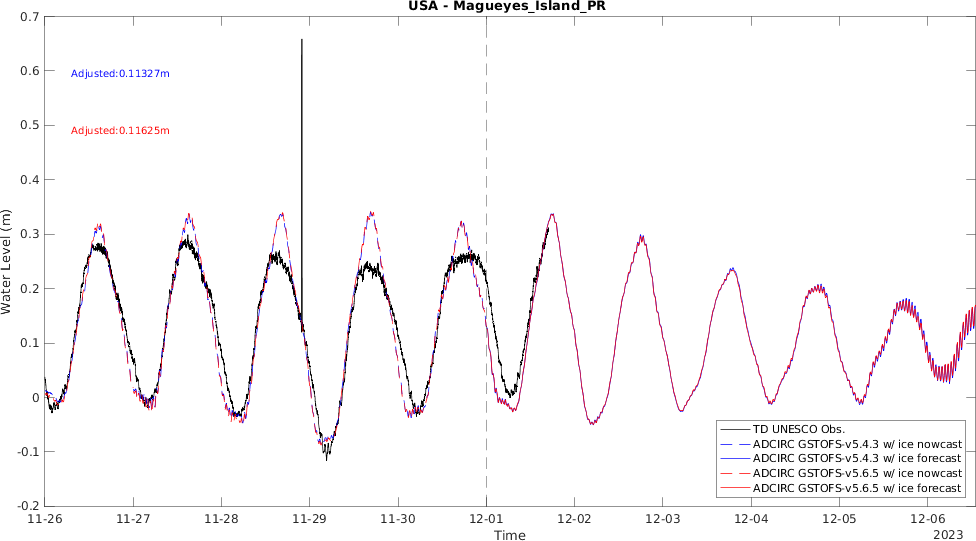 USA - Magueyes_Island_PR
0.7
0.6
0.5
0.4
0.3
0.2
0.1
0
-0.1
-0.2
Water Level (m)
Adjusted:0.11327m
Adjusted:0.11625m
TD UNESCO Obs.
ADCIRC GSTOFS-v5.4.3 w/ ice nowcast
ADCIRC GSTOFS-v5.4.3 w/ ice forecast
ADCIRC GSTOFS-v5.6.5 w/ ice nowcast
ADCIRC GSTOFS-v5.6.5 w/ ice forecast
11-26 11-27 11-28 11-29 11-30 12-01 12-02 12-03 12-04 12-05 12-06
Time
2023